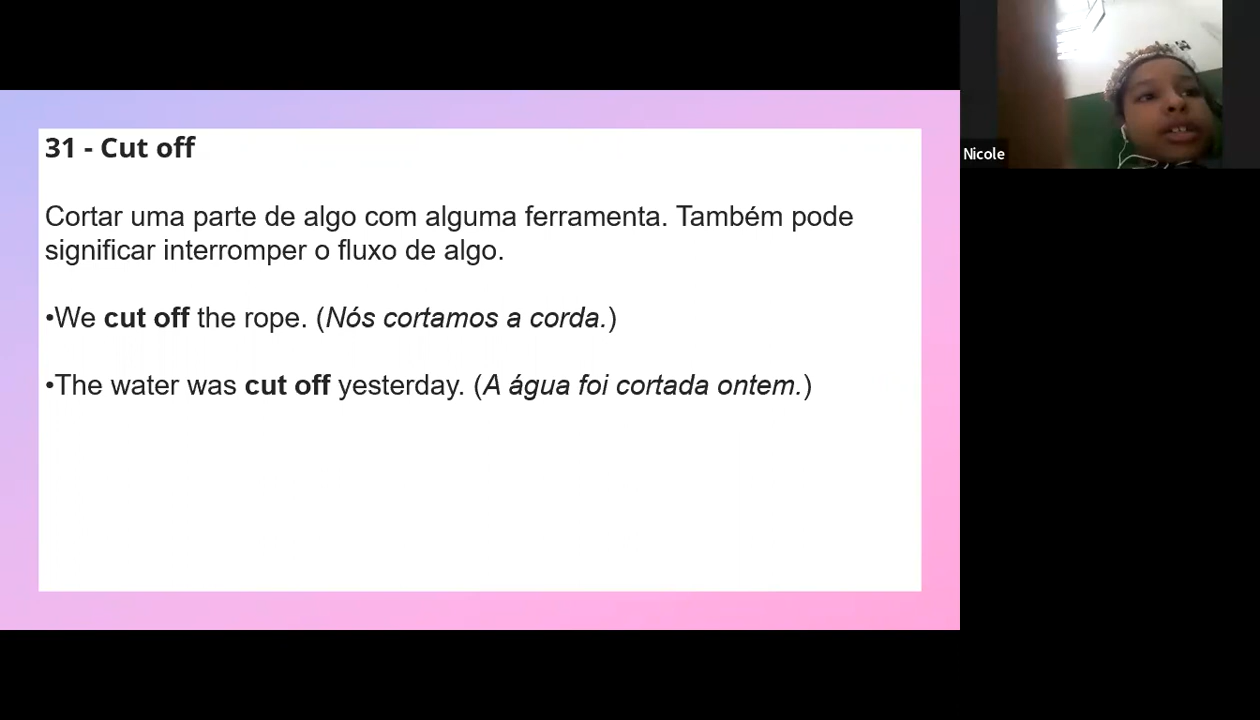 31 - Cut off
Cortar uma parte de algo com alguma ferramenta. Também pode
significar interromper o fluxo de algo.
•We cut off the rope. (Nós cortamos a corda.)
•The water was cut off yesterday. (A água foi cortada ontem.)
Nicole